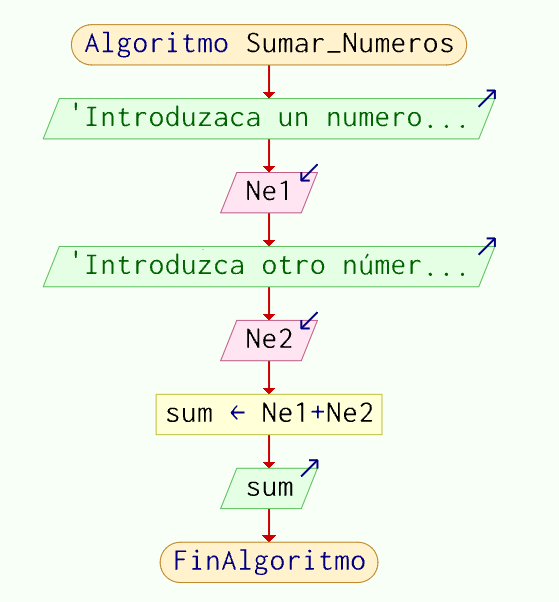 Algoritmo Sumar_Numeros
'Introduzaca un numero...
Ne1
'Introduzca otro númer...
Ne2
sum ← Ne1+Ne2
sum
FinAlgoritmo